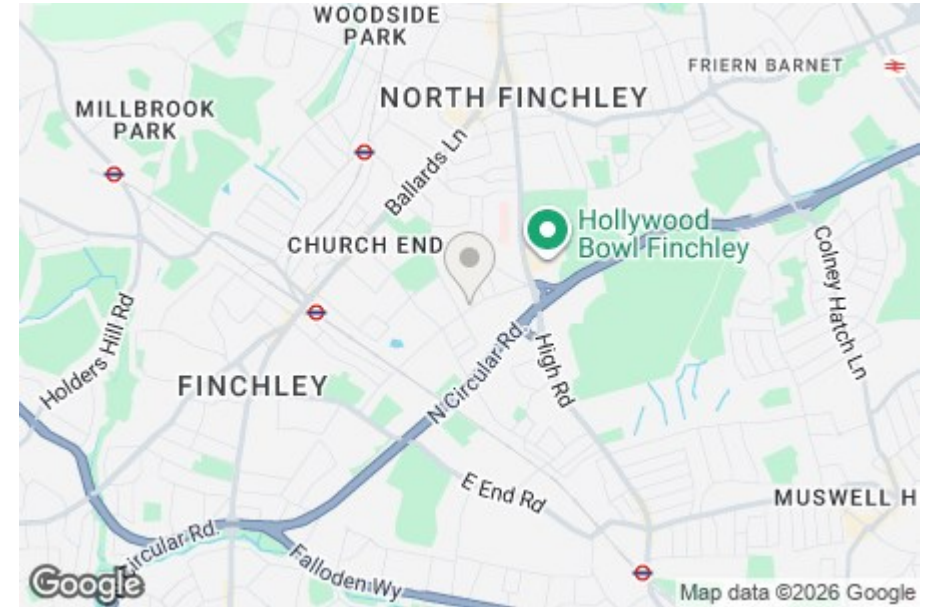 WOODSIDE
PARK
FRIERN BARNET
NORTH FINCHLEY
MILLBROOK
PARK
Ballards Ln
Hollywood
Bowl Finchley
CHURCH END
Colney Hatch Ln
Holders Hill Rd
N Circular Rd
High Rd
FINCHLEY
E End Rd
MUSWELL H
Circular Rd
Falloden Wy
Google
Map data ©2026 Google